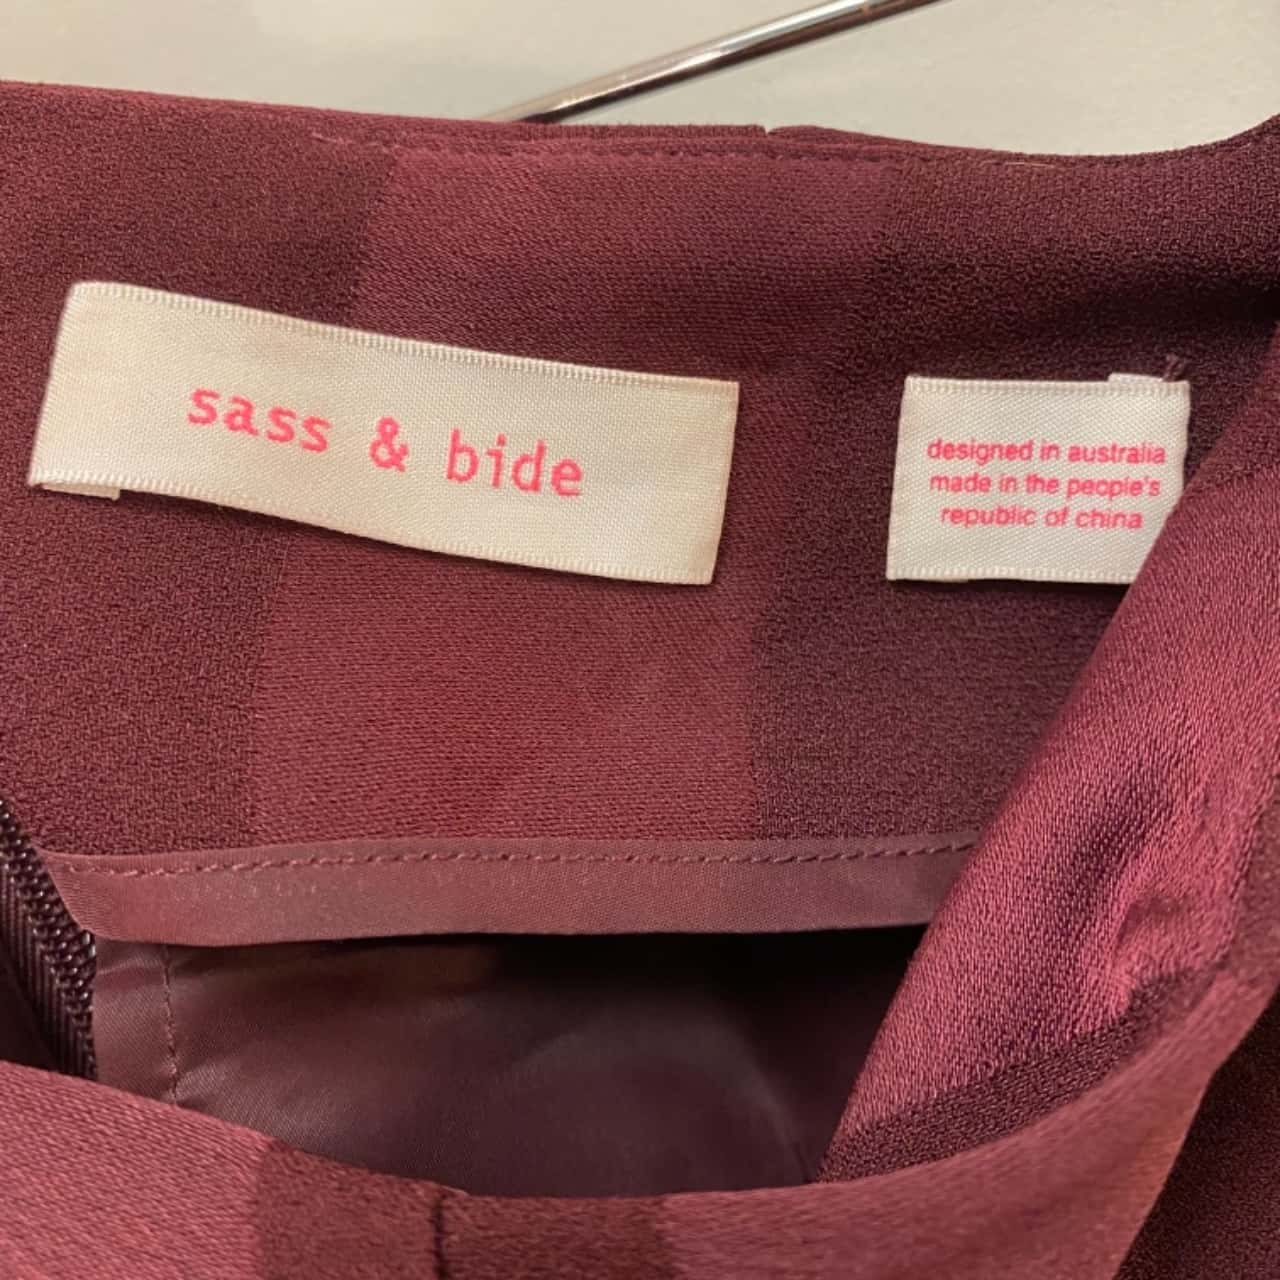 sass & bide
designed in australia
made in the people's
republic of china